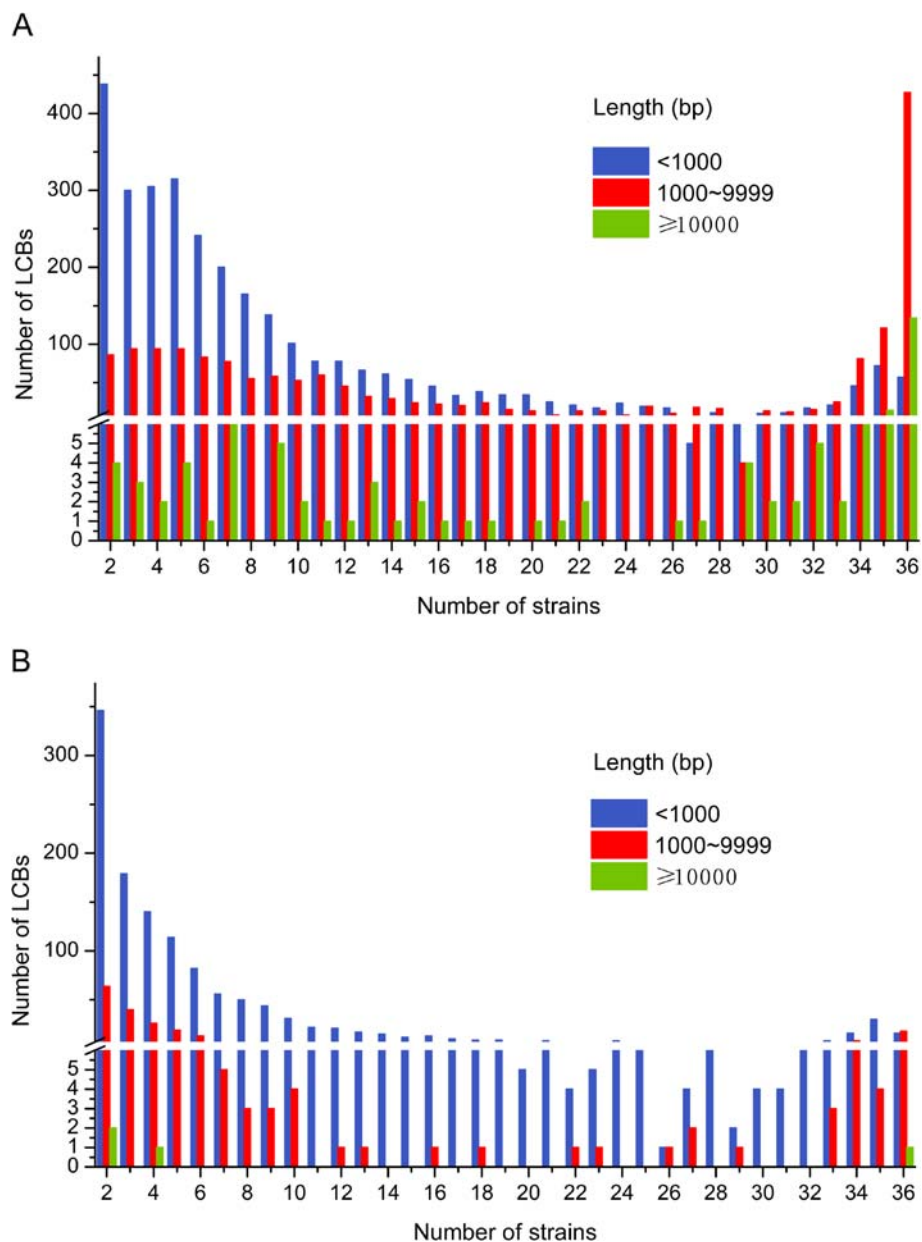 A
Number of LCBs
400
300
200
100
5
4
3
2
1
0
Length (bp)
<1000
1000~9999
≥10000
2 4 6 8 10 12 14 16 18 20 22 24 26 28 30 32 34 36
Number of strains
B
Number of LCBs
300
200
100
5
4
3
2
1
0
Length (bp)
<1000
1000~9999
≥10000
2 4 6 8 10 12 14 16 18 20 22 24 26 28 30 32 34 36
Number of strains